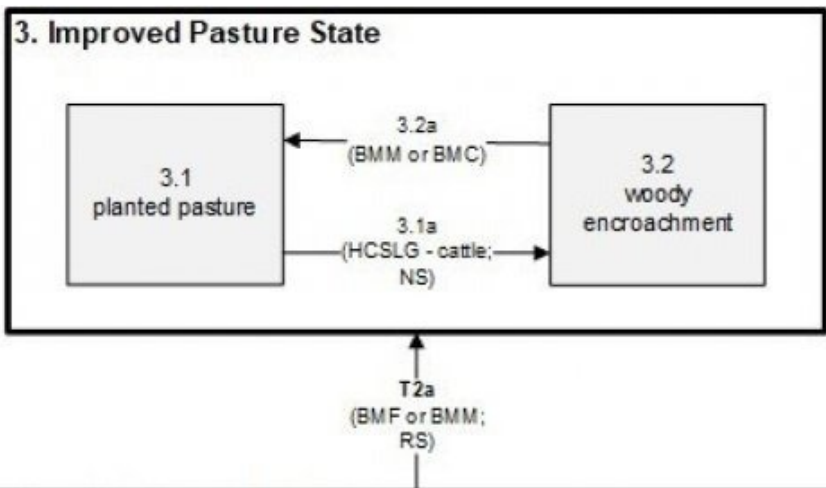 3. Improved Pasture State
3.1
planted pasture
3.2a
(BMM or BMC)
3.1a
(HCSLG - cattle;
NS)
3.2
woody
encroachment
T2a
(BMF or BMM;
RS)